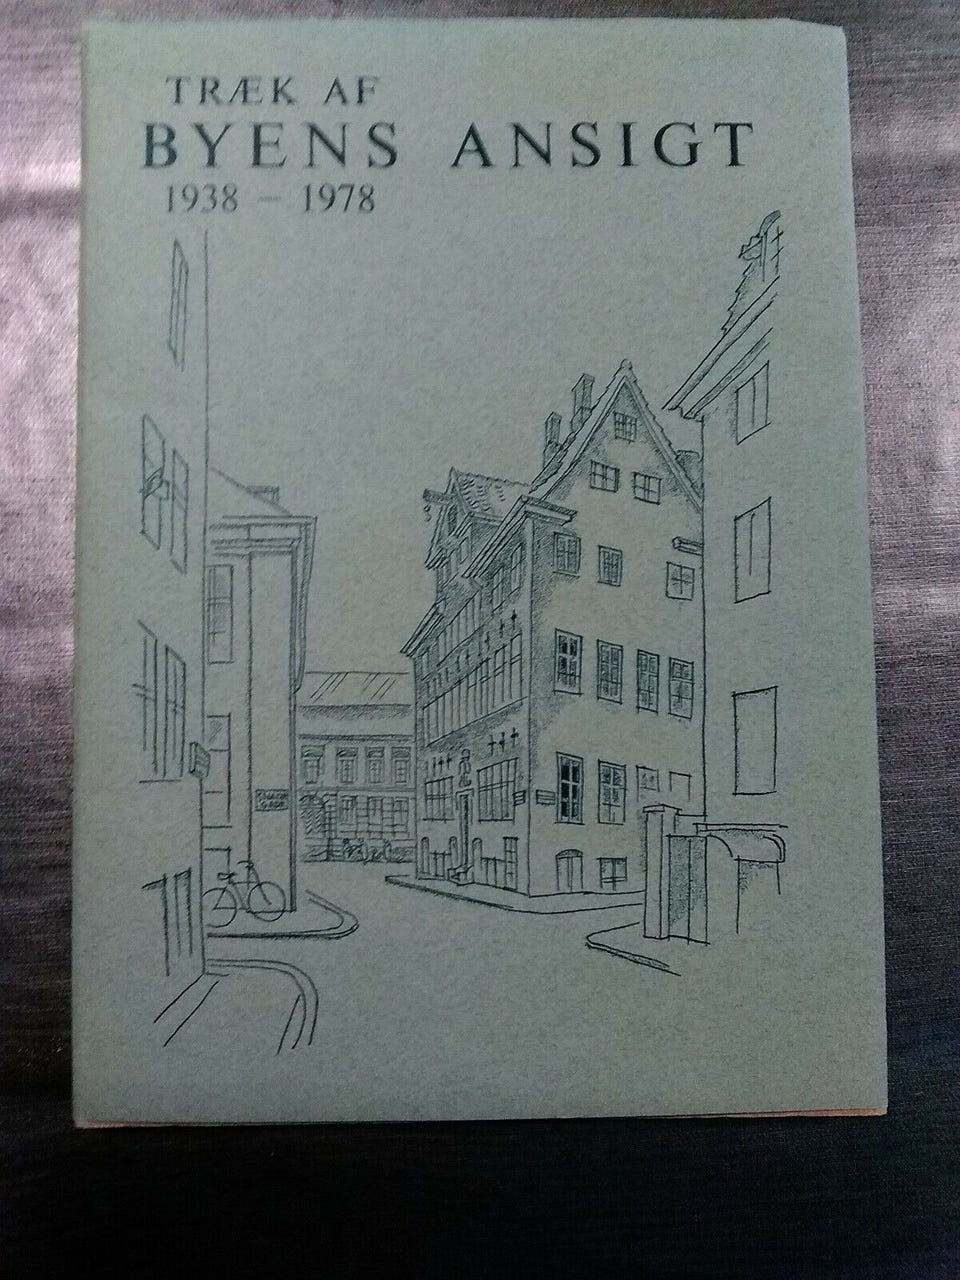 TRÆK AF
BYENS ANSIGT
1938 – 1978